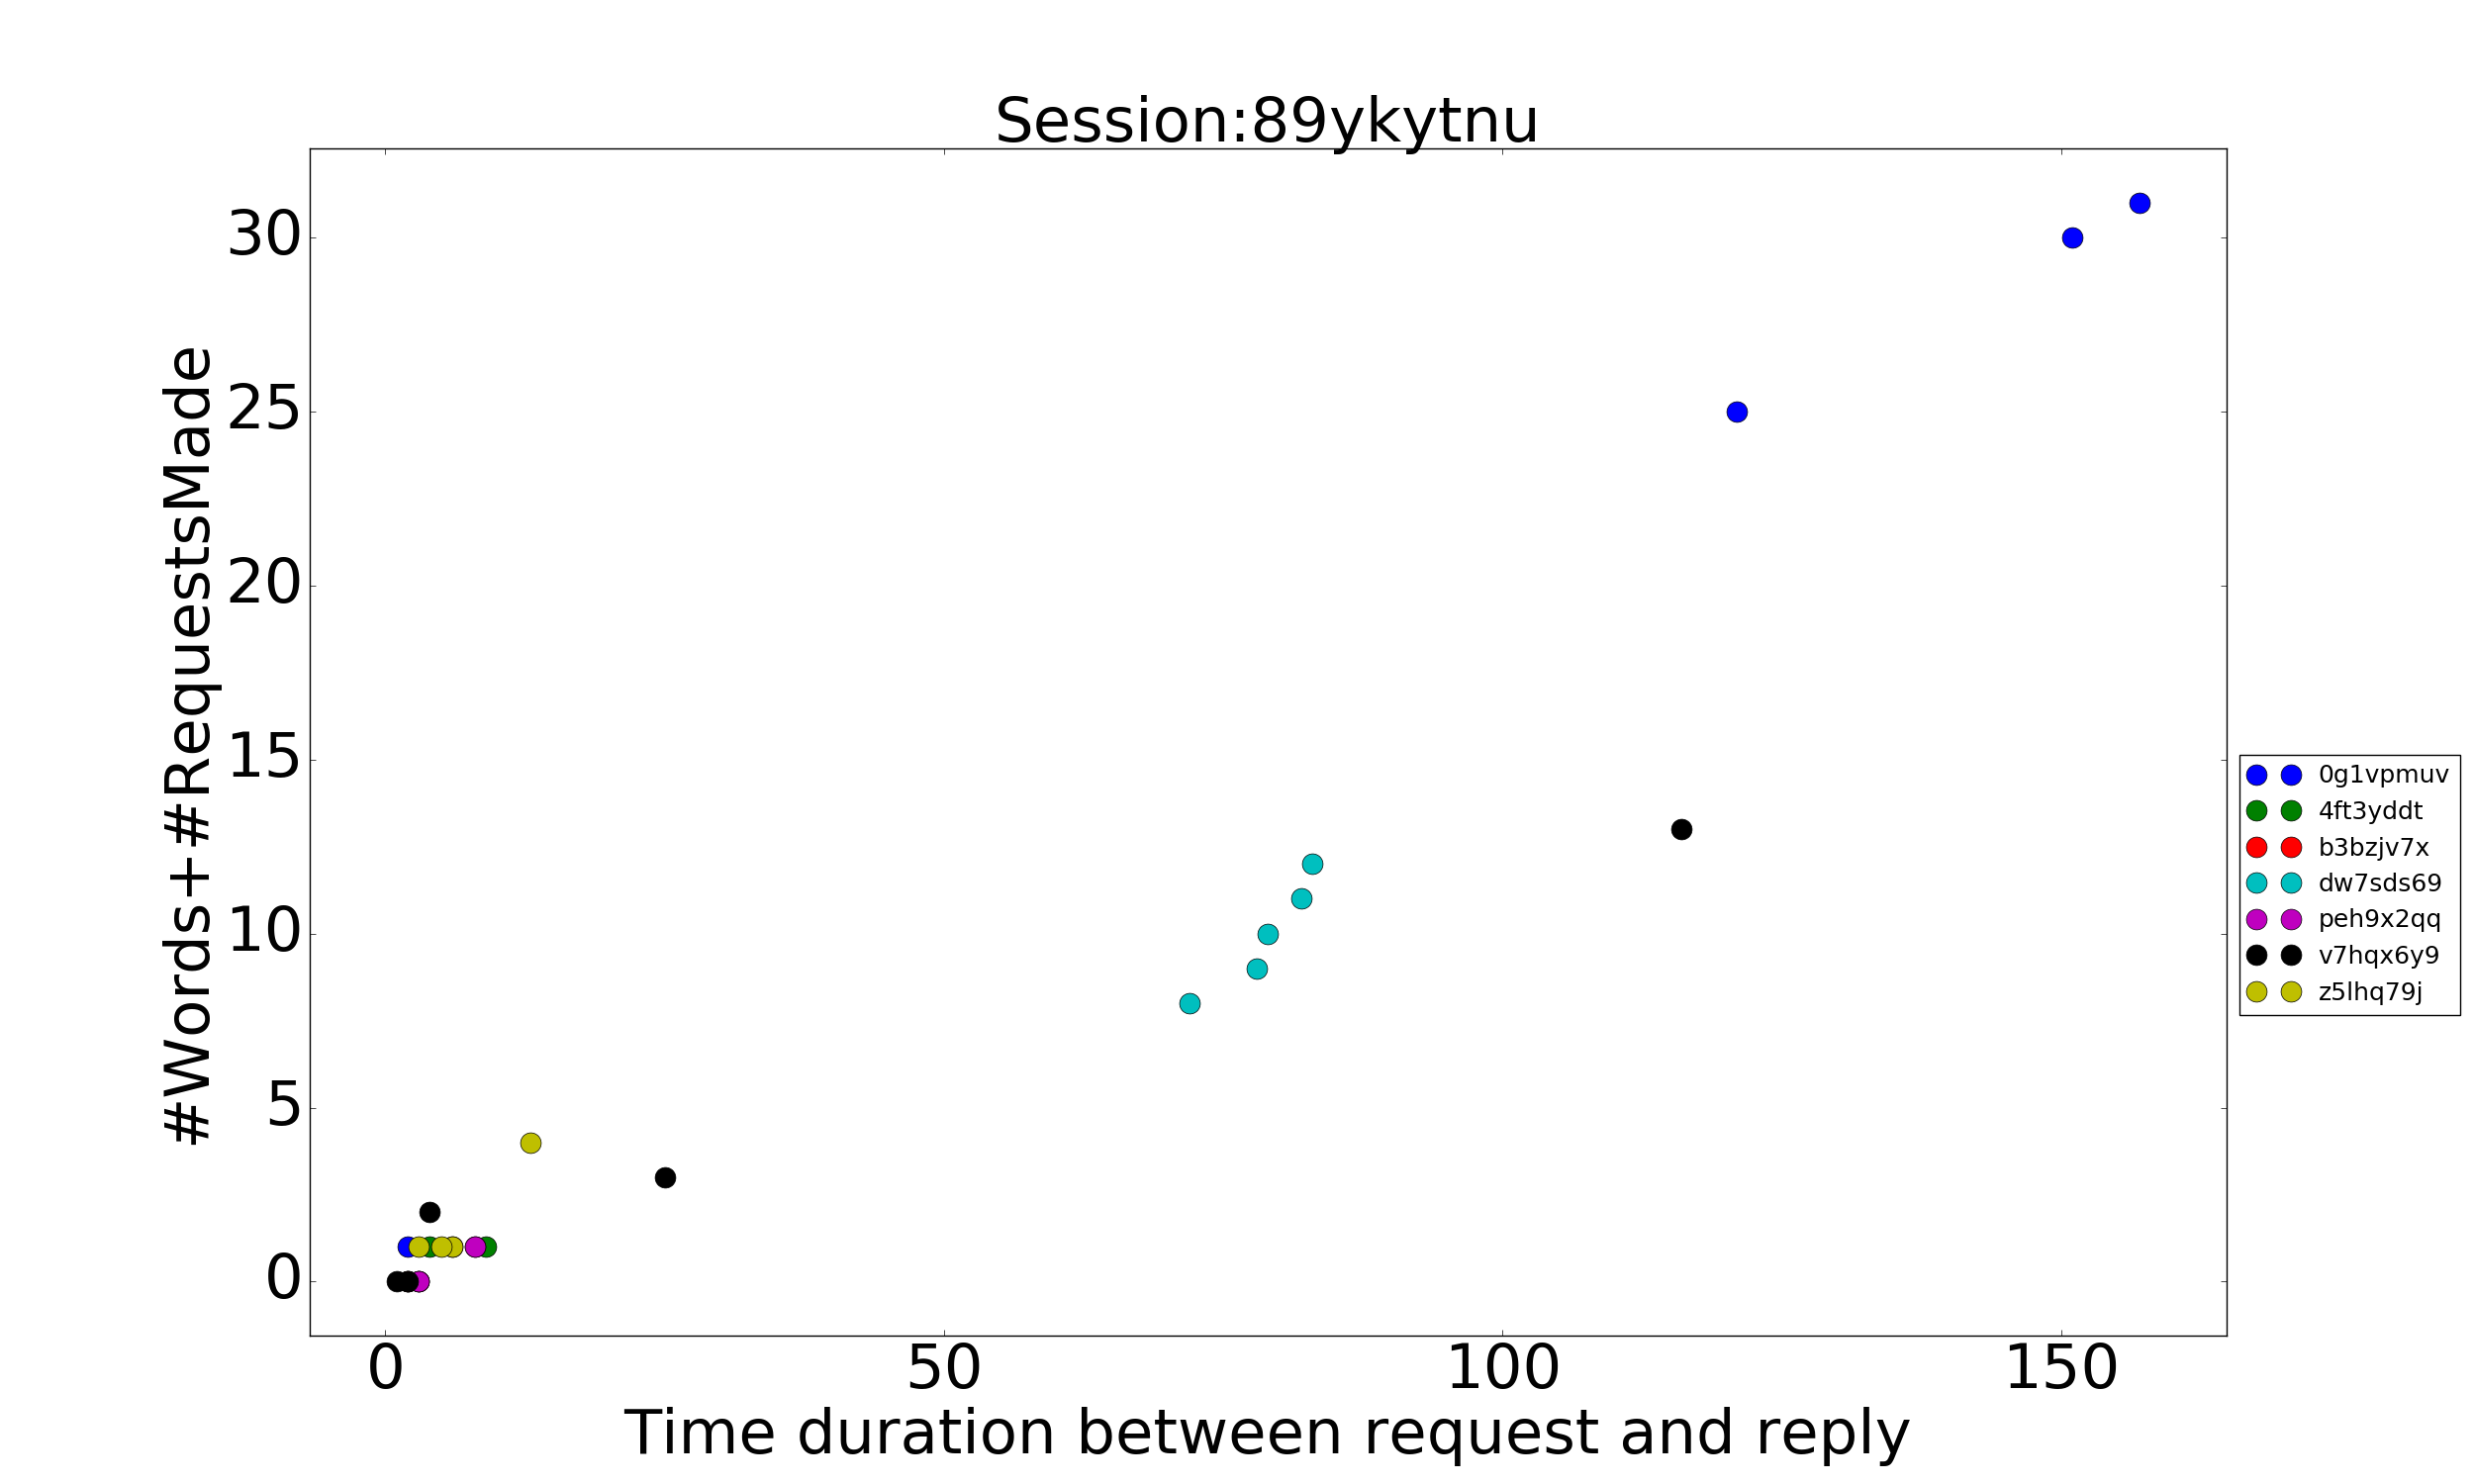 Session:89ykytnu
#Words+#RequestsMade
30
25
20
15
10
5
0
0 50 100 150
Time duration between request and reply
0g1vpmuv
4ft3yddt
b3bzjv7x
dw7sds69
peh9x2qq
v7hqx6y9
z5lhq79j